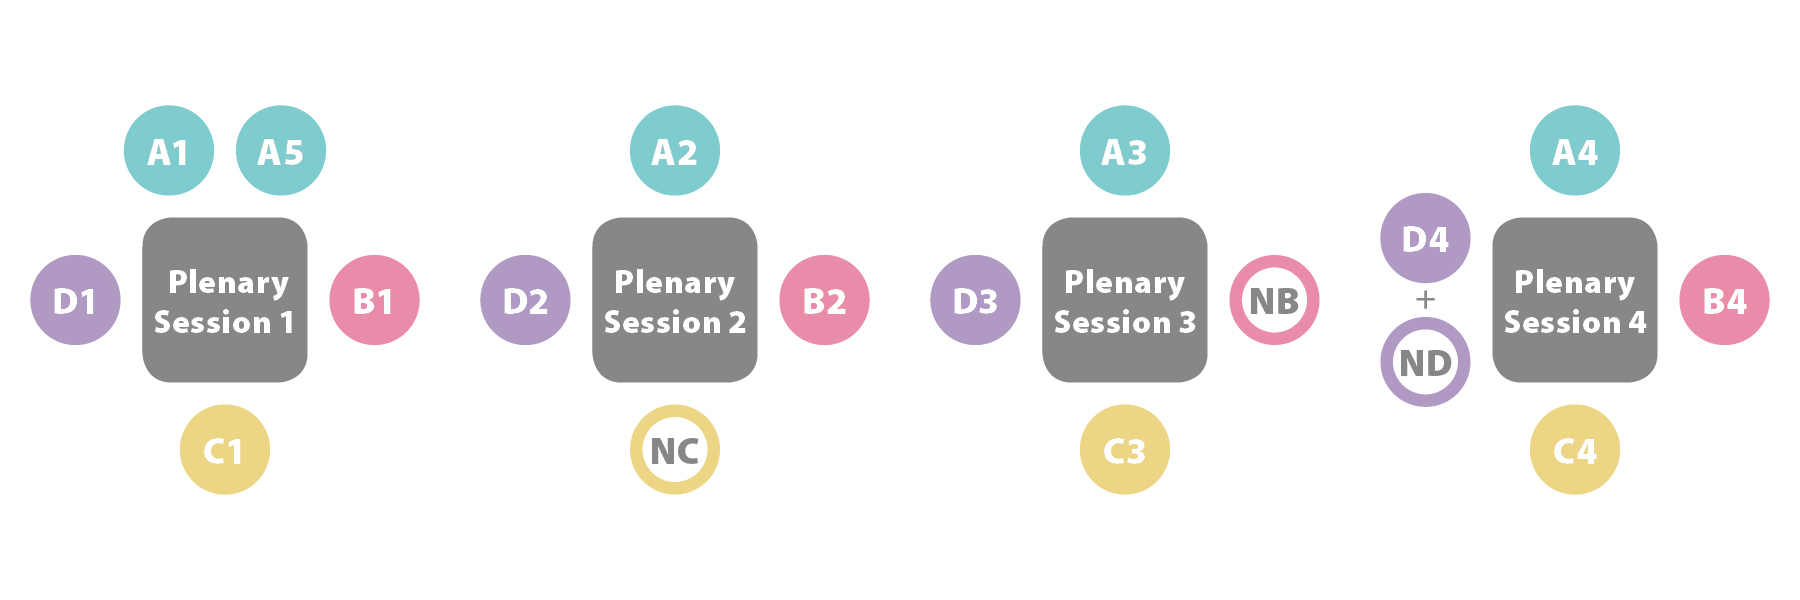 A1
A5
D1
Plenary
Session 1
B1
C1
A2
D2
Plenary
Session 2
B2
NC
A3
D3
Plenary
Session 3
NB
C3
A4
D4
+
ND
Plenary
Session 4
B4
C4